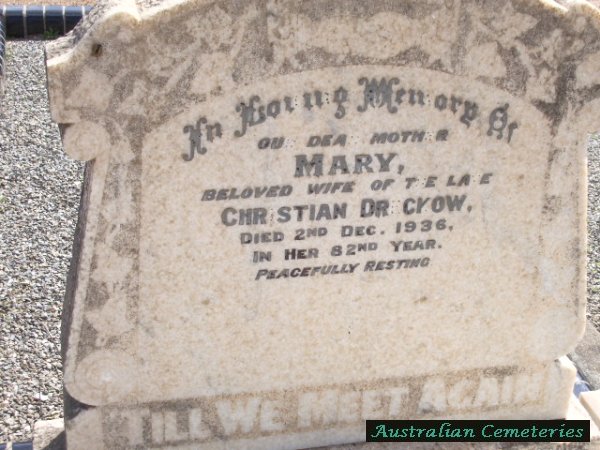 In Loving Memory Of
OUR DEAR MOTHER
MARY,
BELOVED WIFE OF THE LATE
CHRISTIAN DRECKOW,
DIED 2ND DEC. 1936,
IN HER 82ND YEAR.
PEACEFULLY RESTING
TILL WE MEET AGAIN
Australian Cemeteries